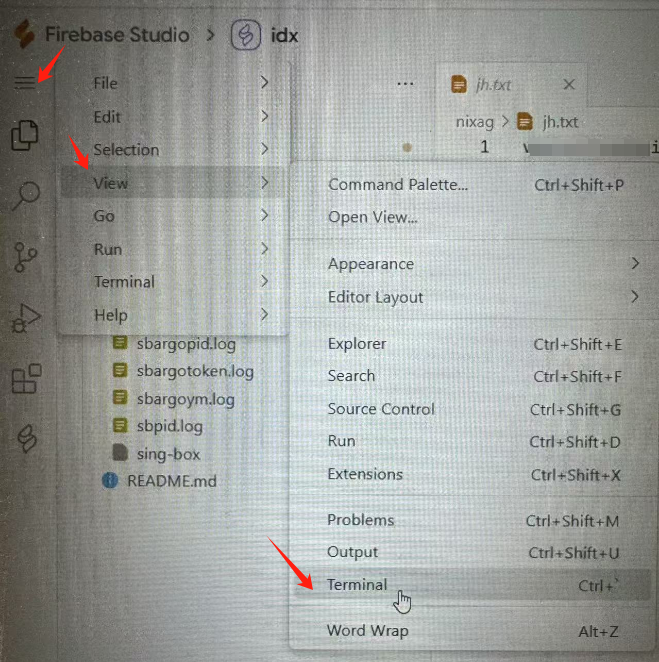 Firebase Studio > idx
File
Edit
Selection
View
Go
Run
Terminal
Help
sbargopid.log
sbargotoken.log
sbargoym.log
sbpid.log
sing-box
README.md
jh.txt
nixag > jh.txt
1
Command Palette... Ctrl+Shift+P
Open View...
Appearance
Editor Layout
Explorer Ctrl+Shift+E
Search Ctrl+Shift+F
Source Control Ctrl+Shift+G
Run Ctrl+Shift+D
Extensions Ctrl+Shift+X
Problems Ctrl+Shift+M
Output Ctrl+Shift+U
Terminal Ctrl+`
Word Wrap Alt+Z